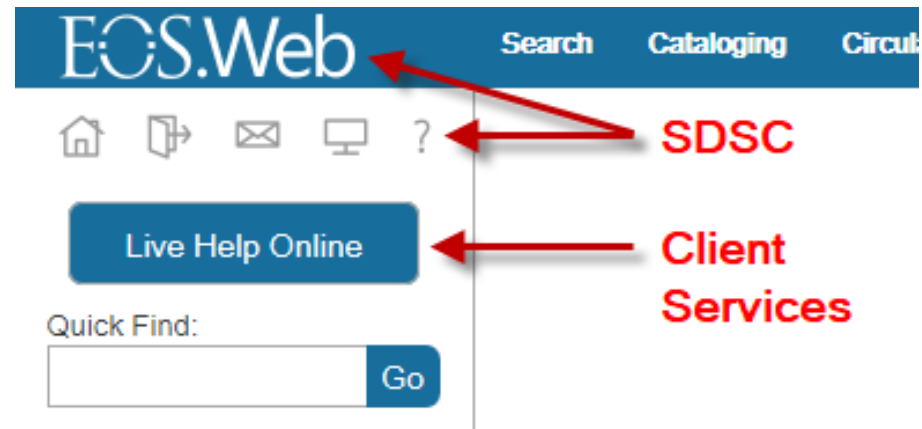 EOS.Web
Search Cataloging
?
SDSC
Live Help Online
Client
Services
Quick Find:
Go